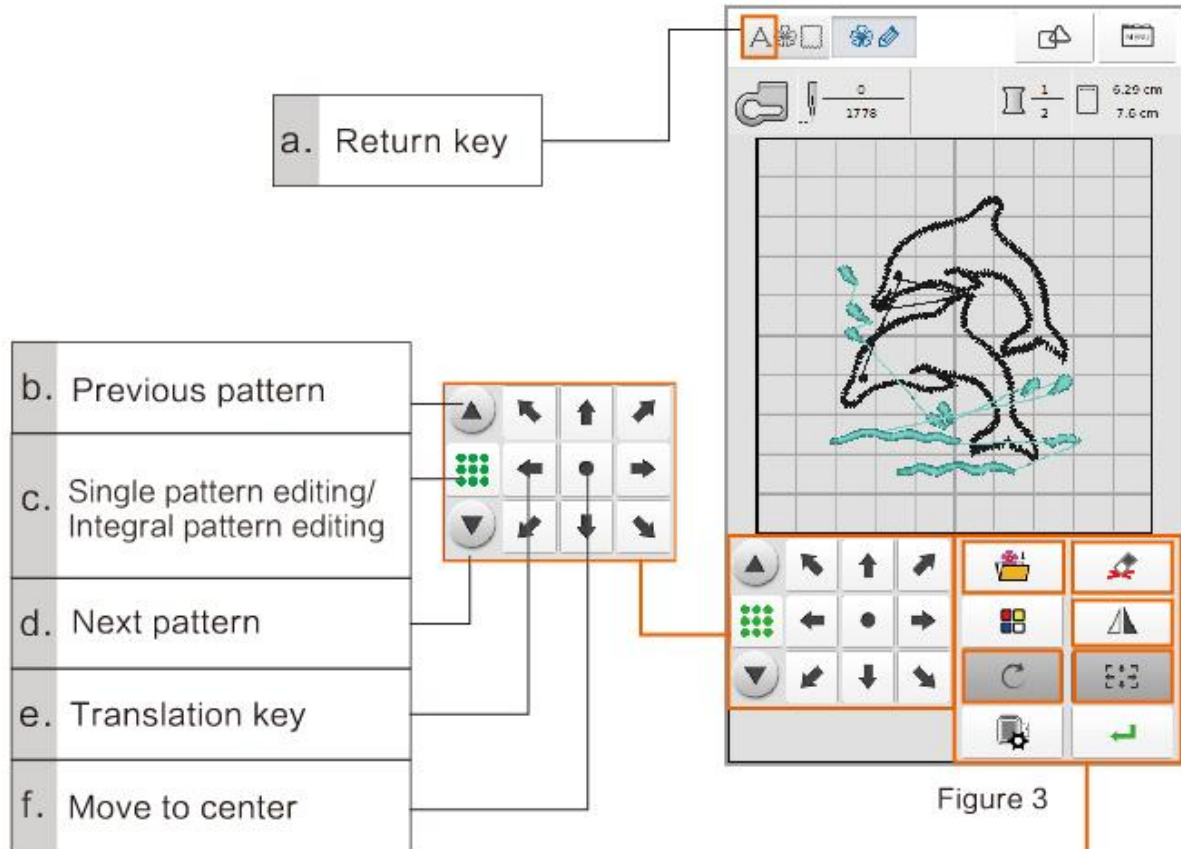 A
MENU
0
1778
1
2
6.29 cm
7.6 cm
a. Return key
b. Previous pattern
c. Single pattern editing/
Integral pattern editing
d. Next pattern
e. Translation key
f. Move to center
Figure 3